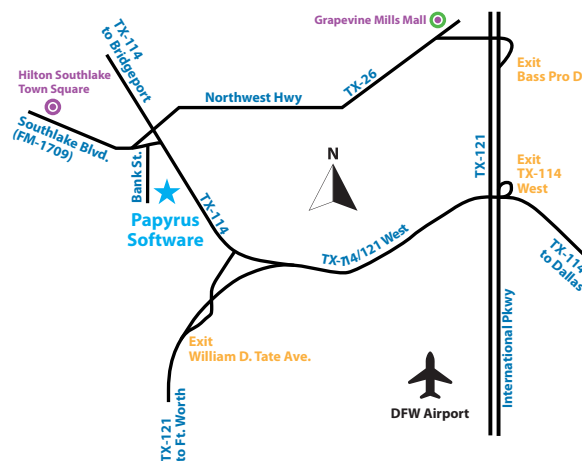 Grapevine Mills Mall
TX-114
to Bridgeport
Hilton Southlake
Town Square
Exit
Bass Pro D
TX-26
Northwest Hwy
Southlake Blvd.
(FM-1709)
Bank St.
N
TX-121
Exit
TX-114
West
Papyrus
Software
TX-114
TX-114/121 West
TX-114
to Dallas
Exit
William D. Tate Ave.
International Pkwy
DFW Airport
TX-121
to Ft. Worth